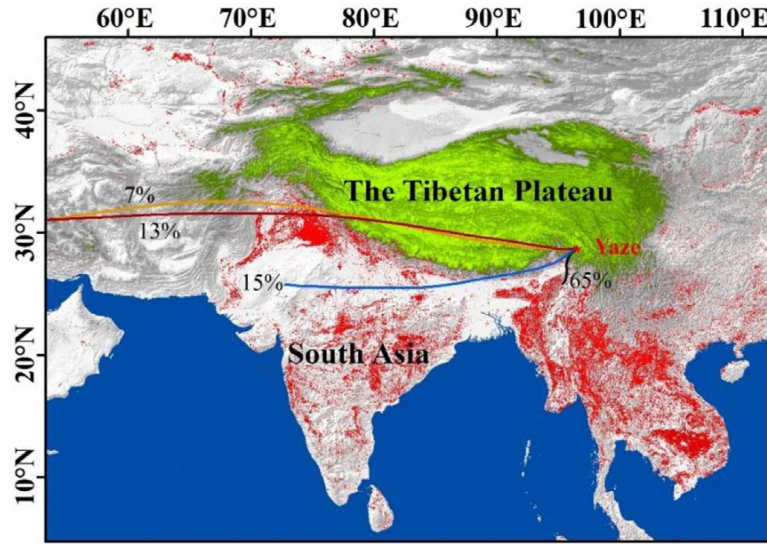 60°E 70°E 80°E 90°E 100°E 110°E
40°N
30°N
20°N
10°N
The Tibetan Plateau
7%
13%
Yaze
15%
65%
South Asia